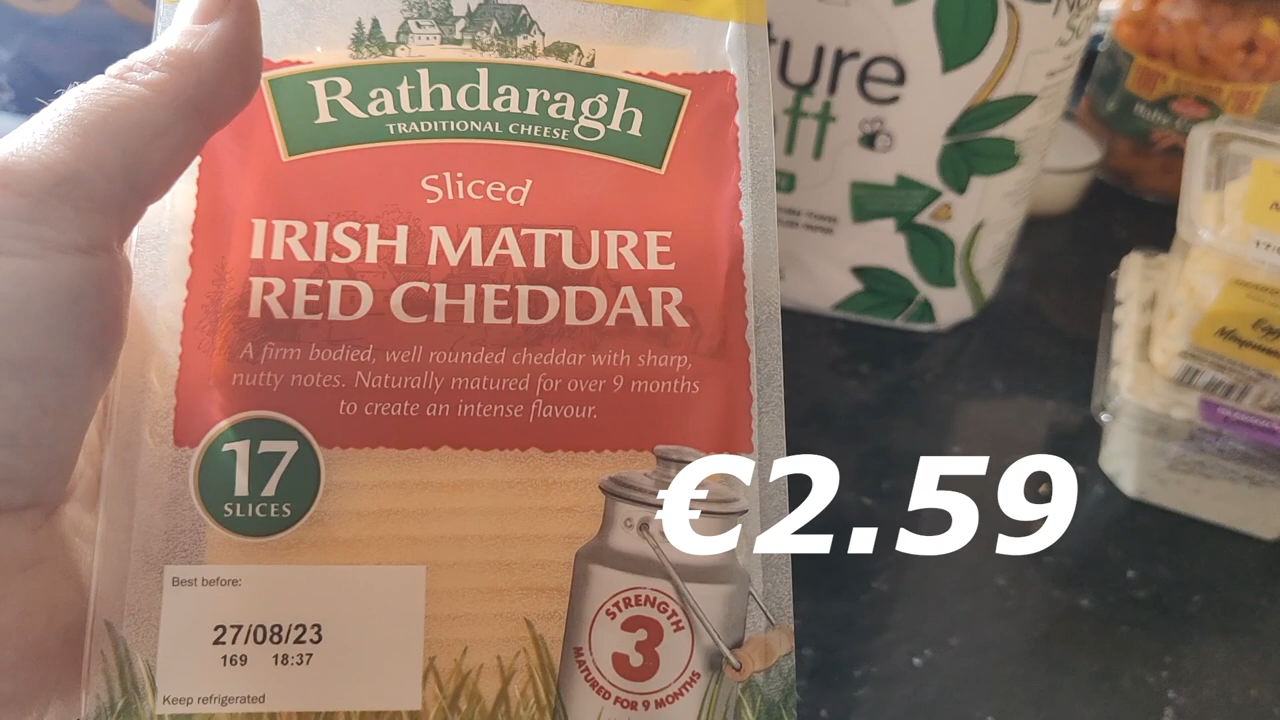 Rathdaragh
TRADITIONAL CHEESE
Sliced
IRISH MATURE
RED CHEDDAR
A firm bodied, well rounded cheddar with sharp,
nutty notes. Naturally matured for over 9 months
to create an intense flavour.
17
SLICES
Best before:
27/08/23
169 18:37
Keep refrigerated
STRENGTH
3
MATURED FOR 9 MONTHS
€2.59
ture
ft